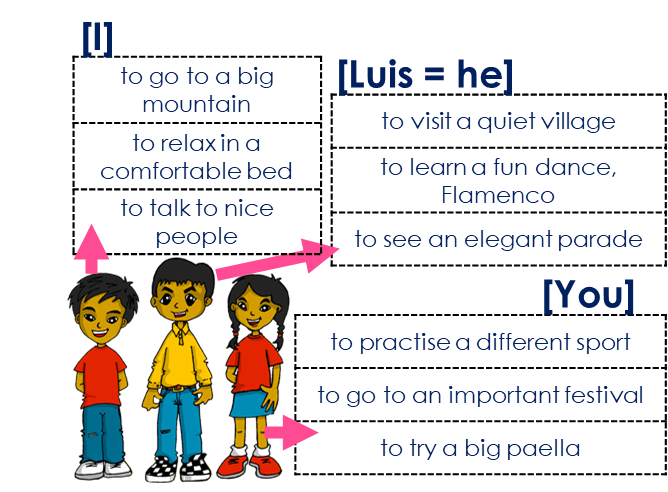 [I]
to go to a big
mountain
to relax in a
comfortable bed
to talk to nice
people
[Luis = he]
to visit a quiet village
to learn a fun dance,
Flamenco
to see an elegant parade
[You]
to practise a different sport
to go to an important festival
to try a big paella